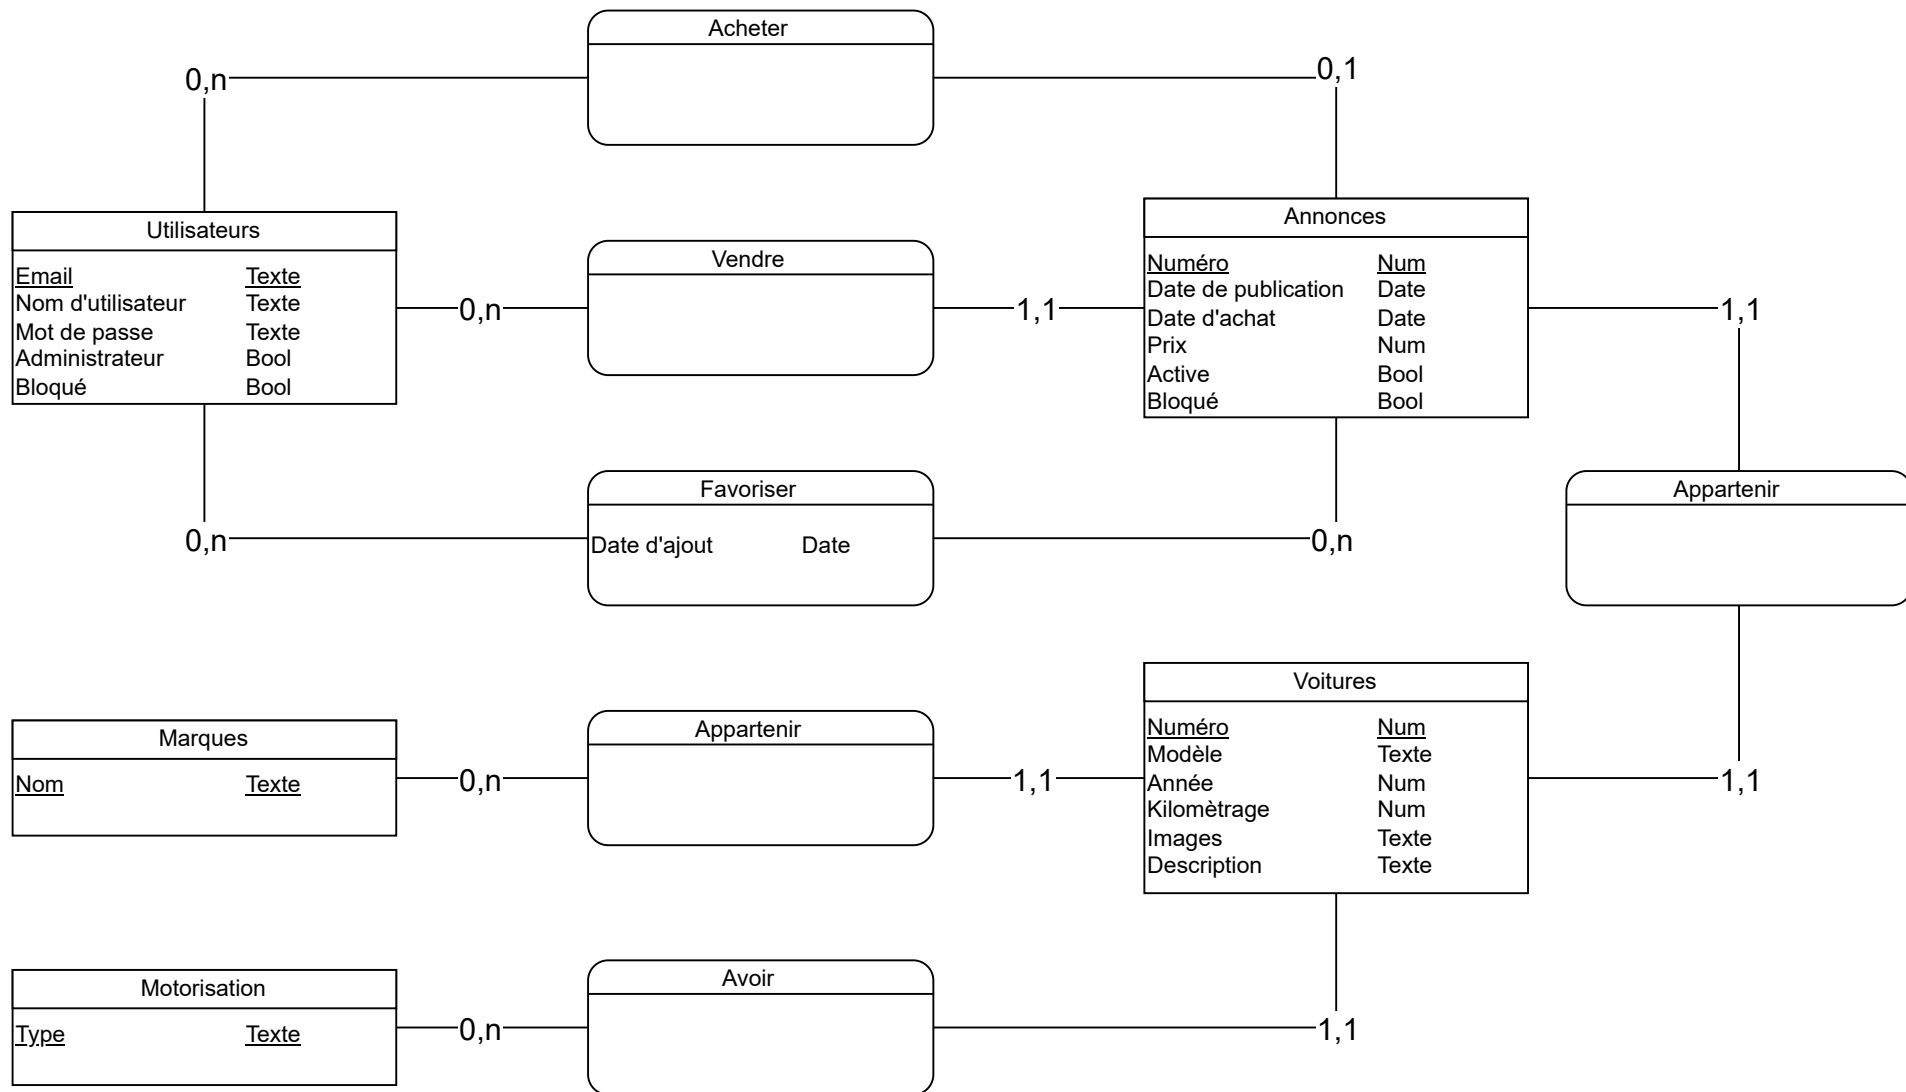 Acheter
0,n
0,1
Utilisateurs
Email Texte
Nom d'utilisateur Texte
Mot de passe Texte
Administrateur Bool
Bloqué Bool
0,n
Vendre
1,1
Annonces
Numéro Num
Date de publication Date
Date d'achat Date
Prix Num
Active Bool
Bloqué Bool
1,1
0,n
Favoriser
Date d'ajout Date
0,n
Appartenir
Marques
Nom Texte
0,n
Appartenir
1,1
Voitures
Numéro Num
Modèle Texte
Année Num
Kilomètrage Num
Images Texte
Description Texte
1,1
Motorisation
Type Texte
0,n
Avoir
1,1